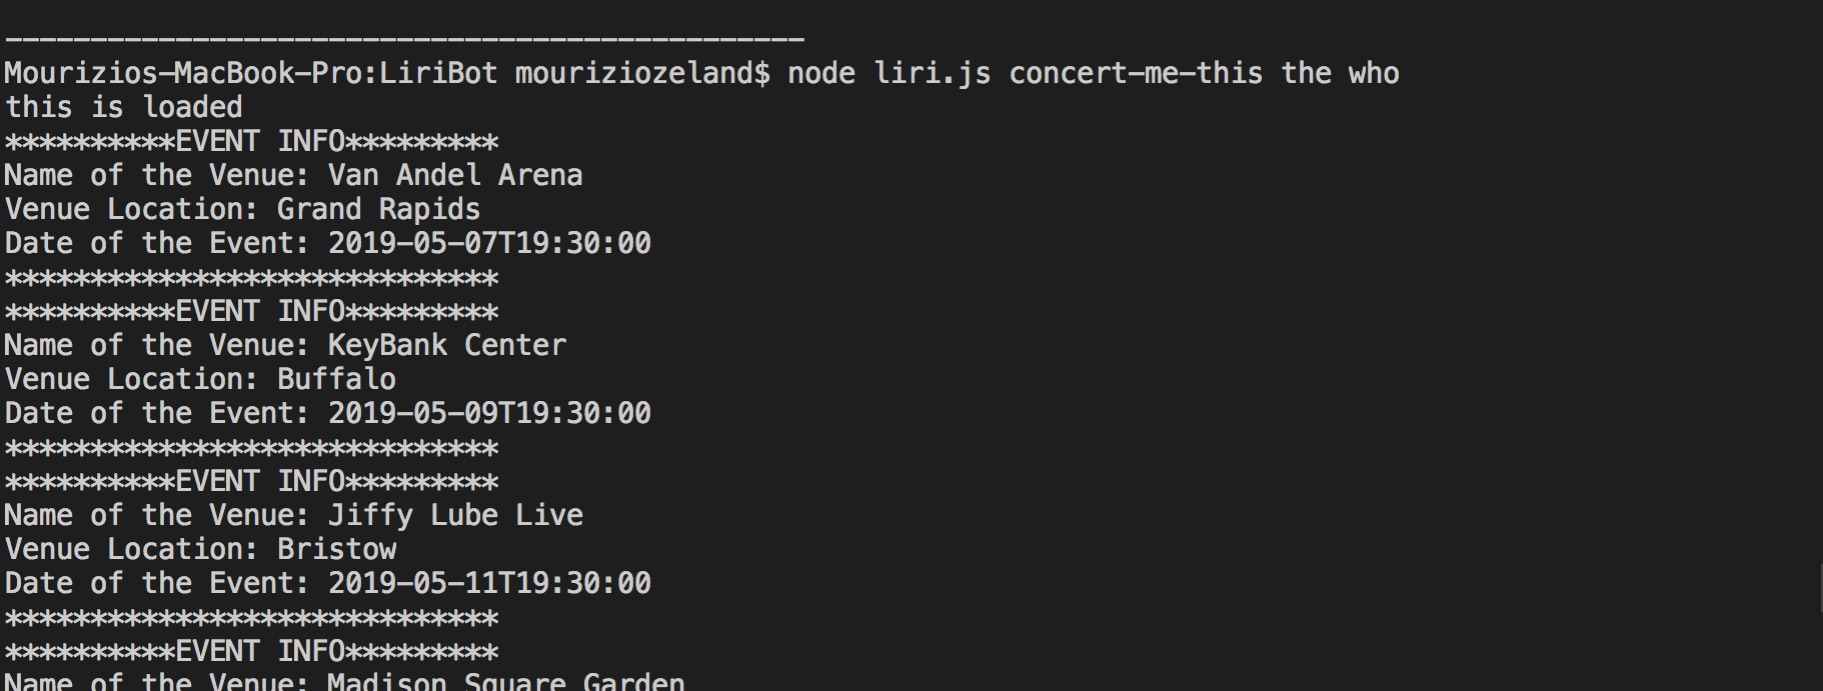 -----------------------------------------------
Mourizios-MacBook-Pro:LiriBot mouriziozeland$ node liri.js concert-me-this the who
this is loaded
**********EVENT INFO*********
Name of the Venue: Van Andel Arena
Venue Location: Grand Rapids
Date of the Event: 2019-05-07T19:30:00
*****************************
**********EVENT INFO*********
Name of the Venue: KeyBank Center
Venue Location: Buffalo
Date of the Event: 2019-05-09T19:30:00
*****************************
**********EVENT INFO*********
Name of the Venue: Jiffy Lube Live
Venue Location: Bristow
Date of the Event: 2019-05-11T19:30:00
*****************************
**********EVENT INFO*********
Name of the Venue: Madison Square Garden